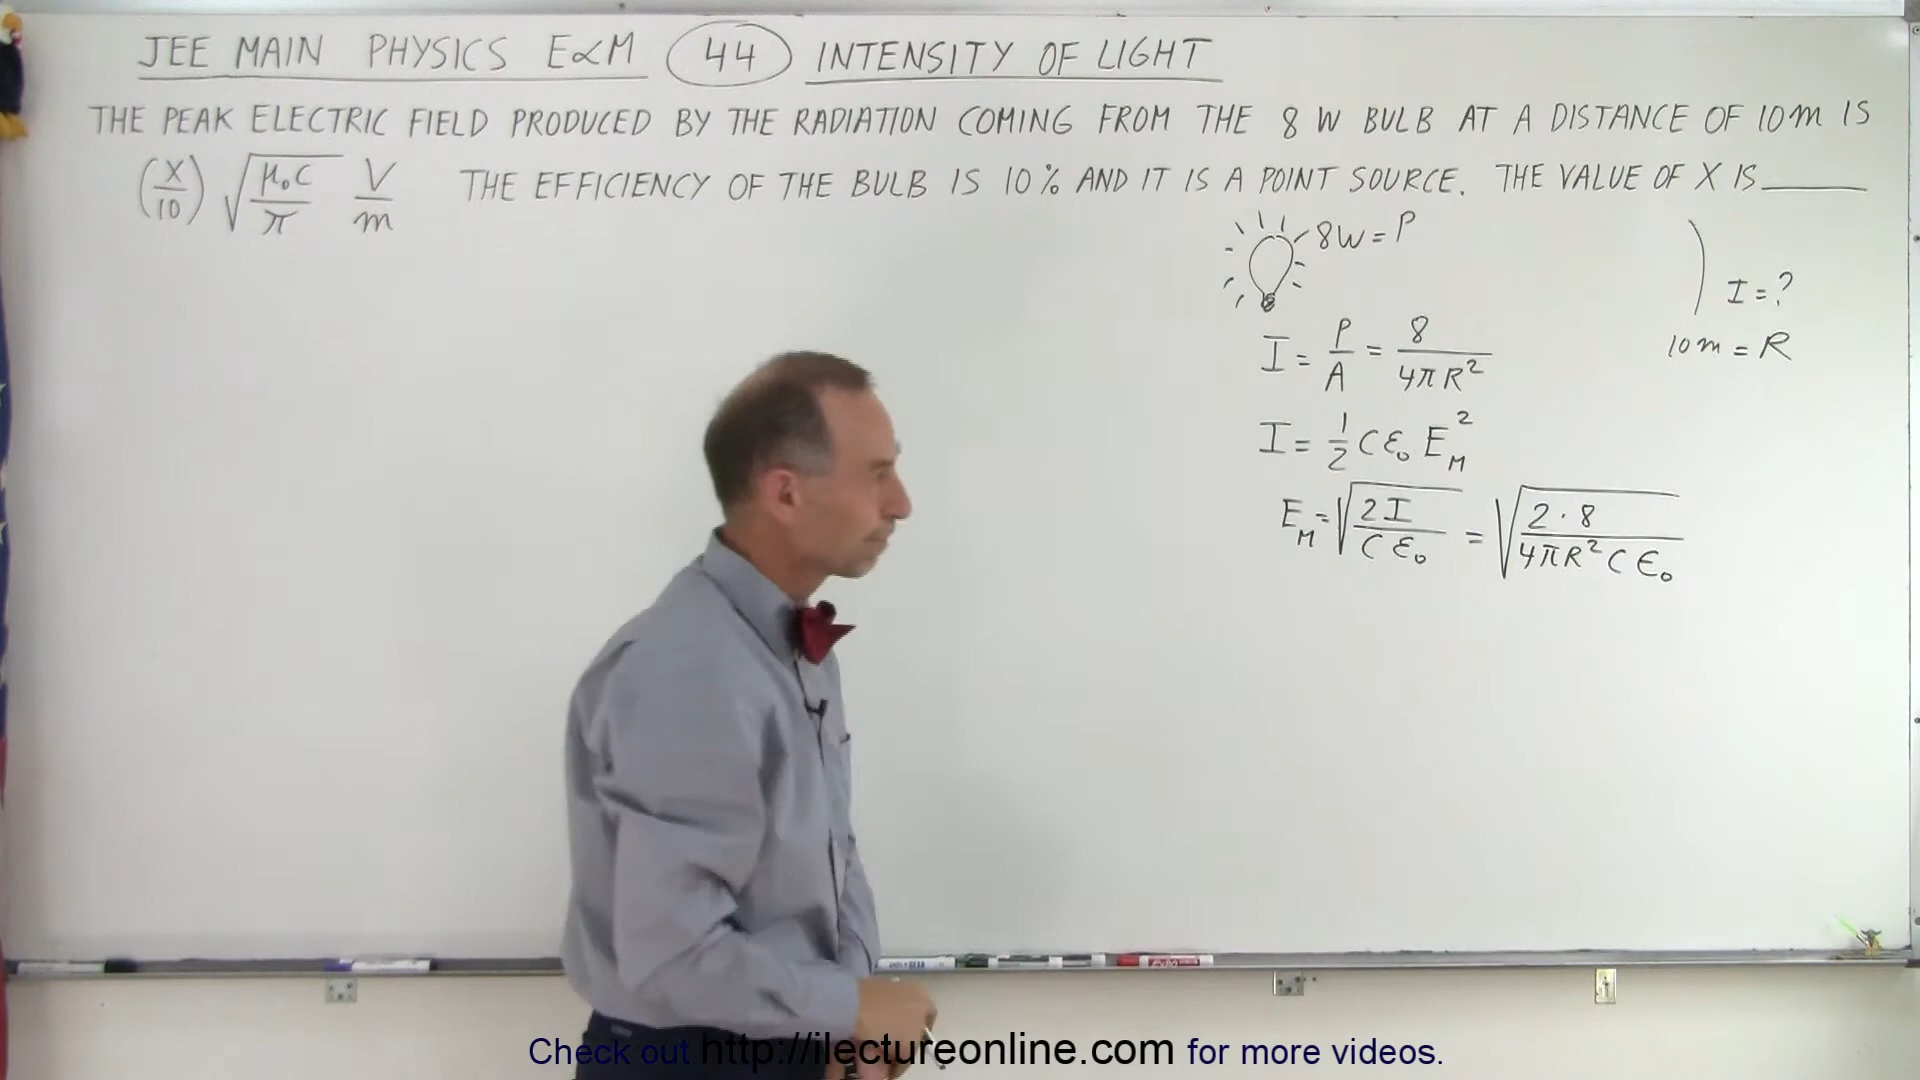 JEE MAIN PHYSICS E&M 44 INTENSITY OF LIGHT
THE PEAK ELECTRIC FIELD PRODUCED BY THE RADIATION COMING FROM THE 8 W BULB AT A DISTANCE OF 10m IS
(X/10) √(μ₀C/π) V/m THE EFFICIENCY OF THE BULB IS 10% AND IT IS A POINT SOURCE. THE VALUE OF X IS ______
8W = P
I = ?
10m = R
I = P/A = 8/(4πR²)
I = 1/2 Cε₀ E_M²
E_M = √(2I/(Cε₀)) = √(2·8/(4πR²Cε₀))
Check out http://ilectureonline.com for more videos.